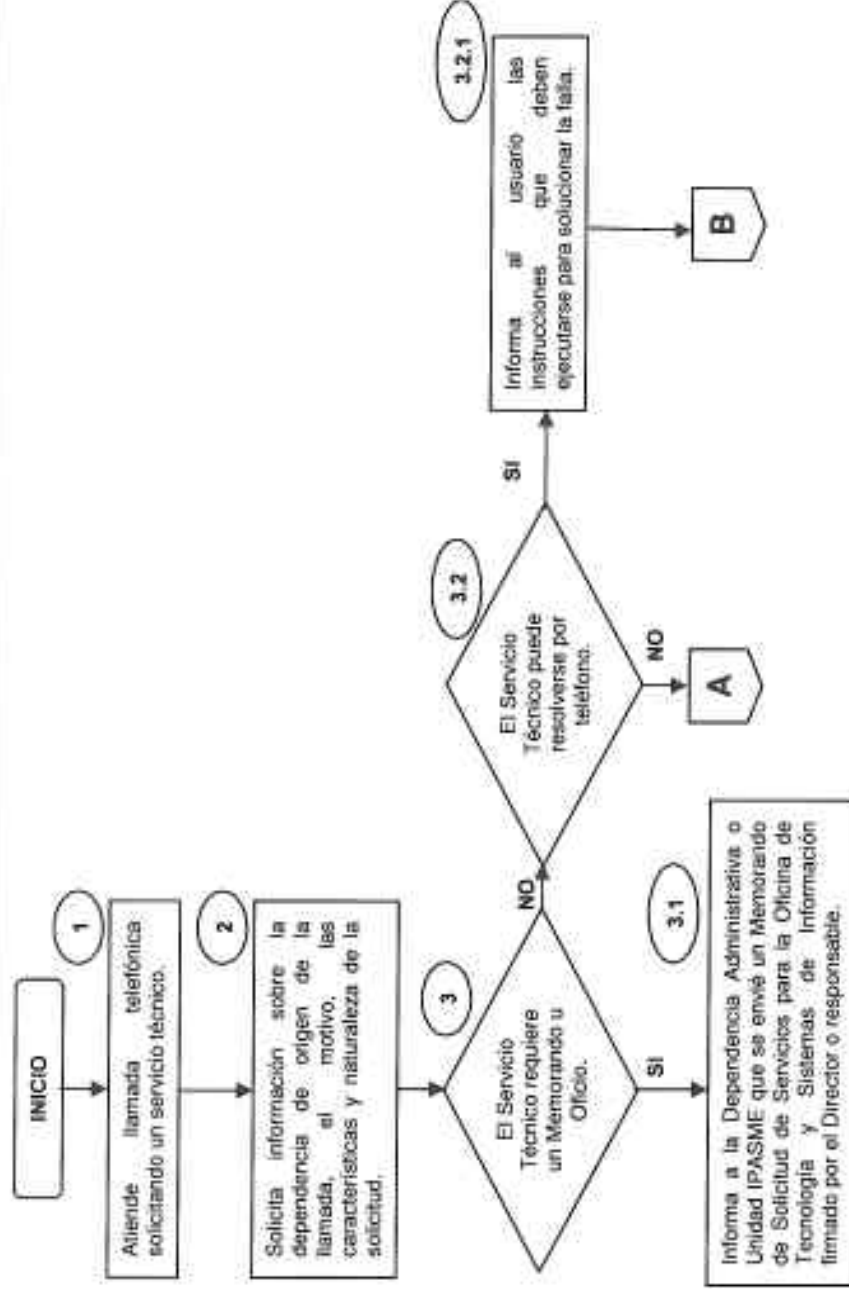 INICIO
1
Atiende llamada telefónica
solicitando un servicio técnico.
2
Solicita información sobre la
dependencia de origen de la
llamada, el motivo, las
características y naturaleza de la
solicitud.
3
El Servicio
Técnico requiere
un Memorando u
Oficio.
SI
NO
3.1
Informa a la Dependencia Administrativa o
Unidad IPASME que se envié un Memorando
de Solicitud de Servicios para la Oficina de
Tecnología y Sistemas de Información
firmado por el Director o responsable.
3.2
El Servicio
Técnico puede
resolverse por
teléfono.
NO
A
SI
3.2.1
Informa al usuario las
instrucciones que deben
ejecutarse para solucionar la falla.
B